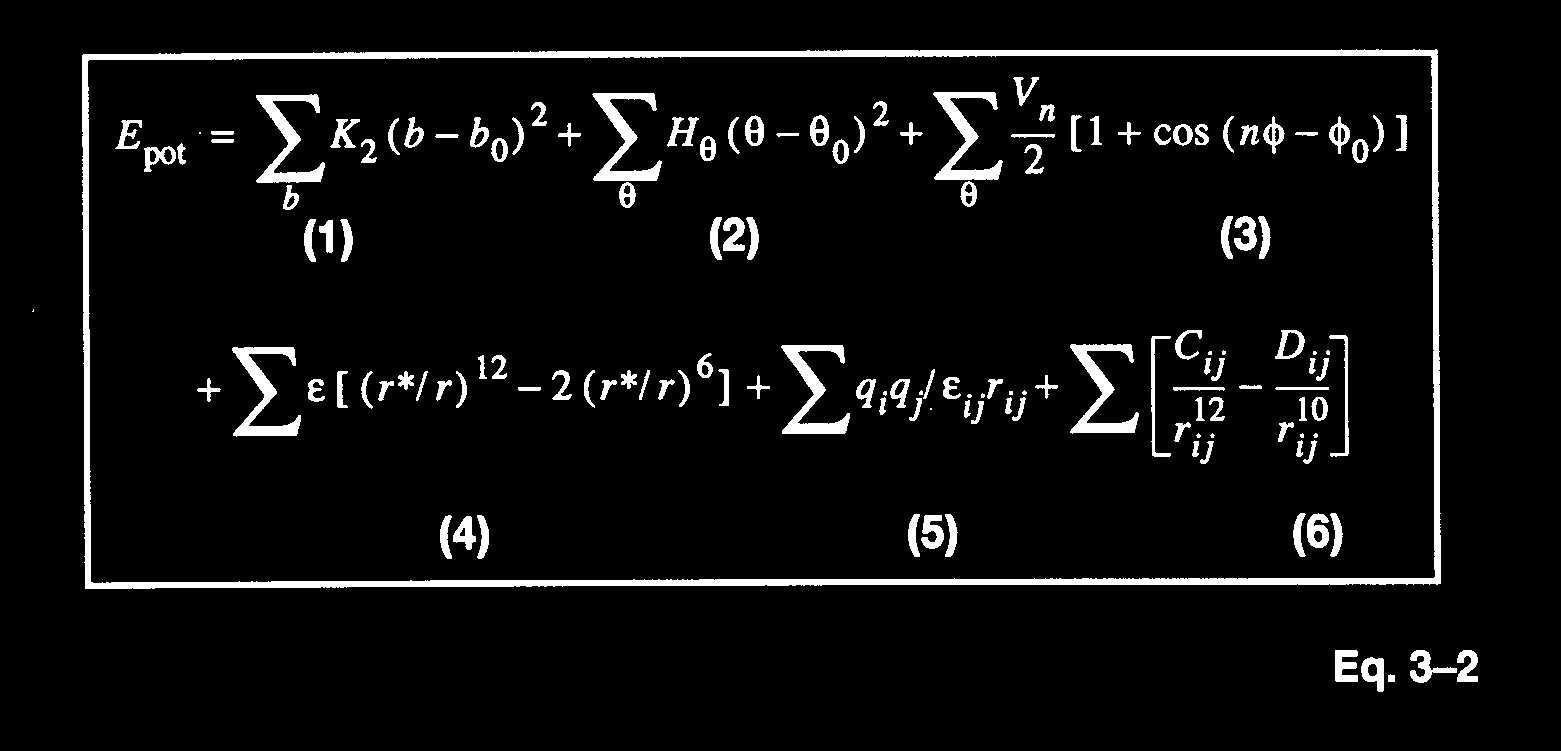 E_pot = ∑_b K_2 (b − b_0)^2 + ∑_θ H_θ (θ − θ_0)^2 + ∑_θ V_n/2 [1 + cos (nϕ − ϕ_0)]
(1) (2) (3)
+ ∑ ε[(r*/r)^12 − 2(r*/r)^6] + ∑ q_i q_j / ε_ij r_ij + ∑ [C_ij/r_ij^12 − D_ij/r_ij^10]
(4) (5) (6)
Eq. 3–2